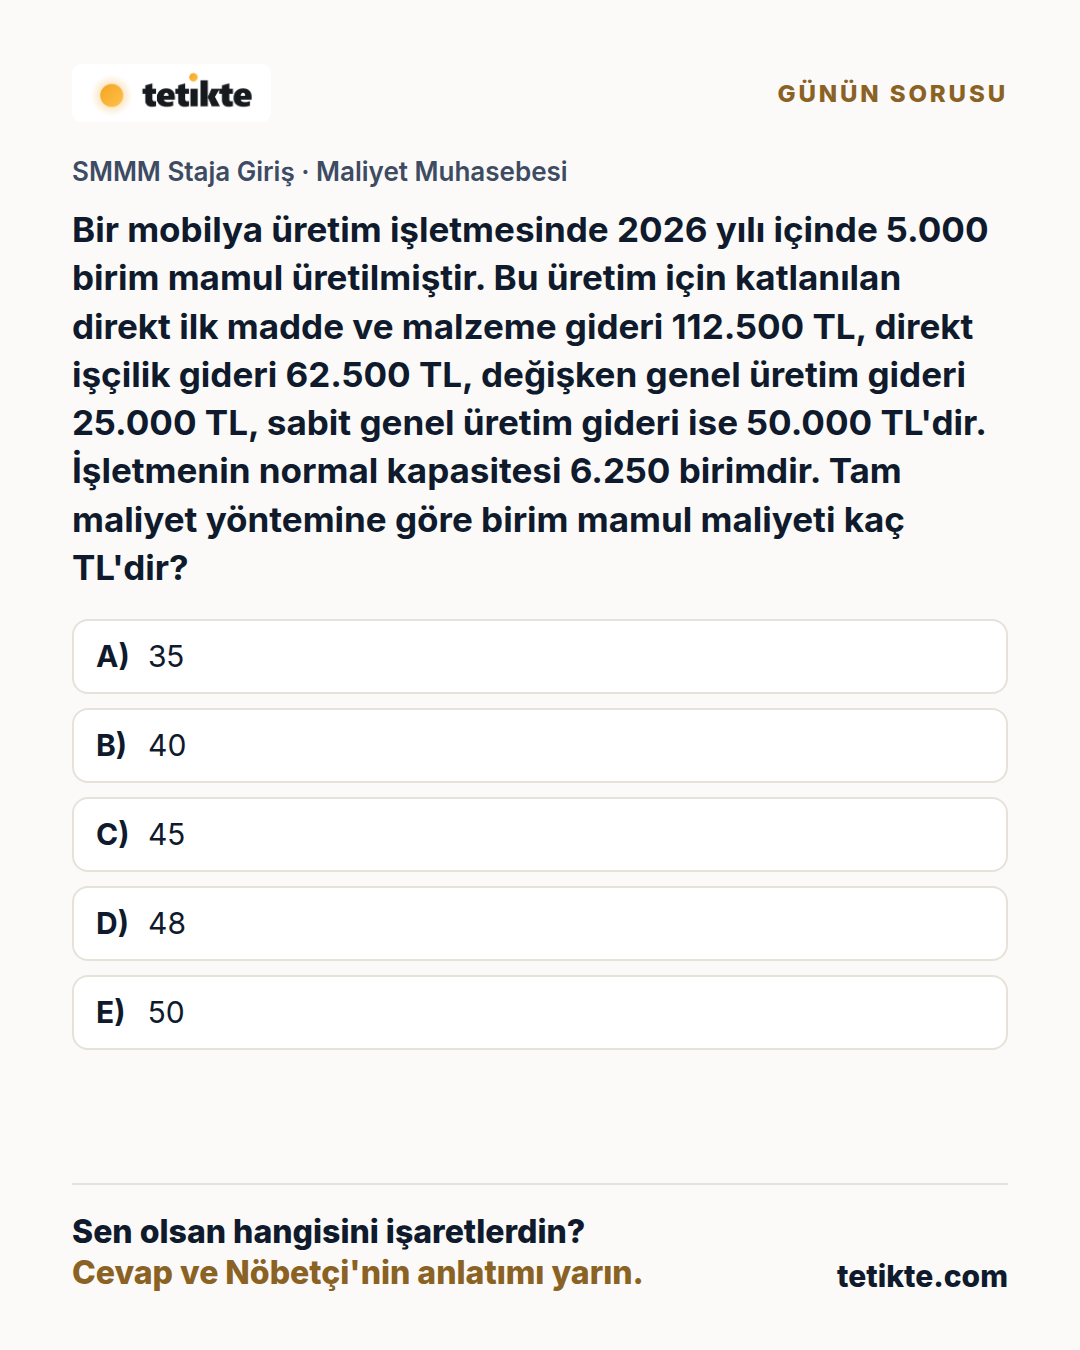 tetikte
GÜNÜN SORUSU
SMMM Staja Giriş · Maliyet Muhasebesi
Bir mobilya üretim işletmesinde 2026 yılı içinde 5.000
birim mamul üretilmiştir. Bu üretim için katlanılan
direkt ilk madde ve malzeme gideri 112.500 TL, direkt
işçilik gideri 62.500 TL, değişken genel üretim gideri
25.000 TL, sabit genel üretim gideri ise 50.000 TL'dir.
İşletmenin normal kapasitesi 6.250 birimdir. Tam
maliyet yöntemine göre birim mamul maliyeti kaç
TL'dir?
A) 35
B) 40
C) 45
D) 48
E) 50
Sen olsan hangisini işaretlerdin?
Cevap ve Nöbetçi'nin anlatımı yarın.
tetikte.com